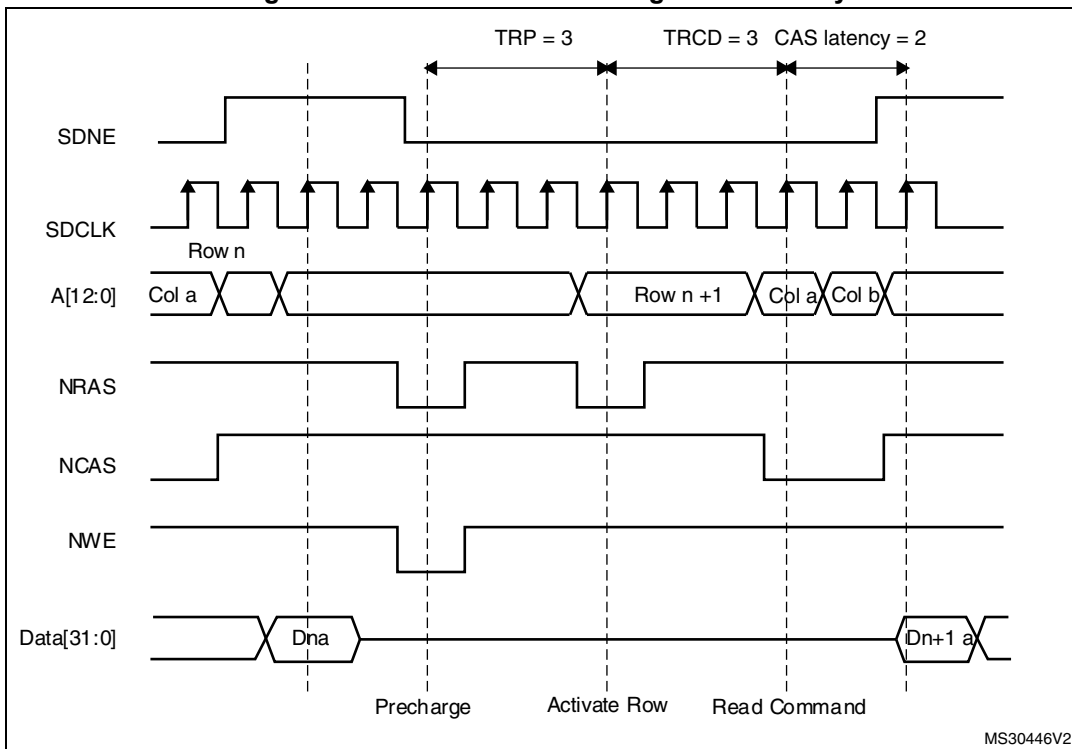 TRP = 3 TRCD = 3 CAS latency = 2
SDNE
SDCLK
Row n
A[12:0] Col a Row n +1 Col a Col b
NRAS
NCAS
NWE
Data[31:0] Dna Dn+1 a
Precharge Activate Row Read Command
MS30446V2